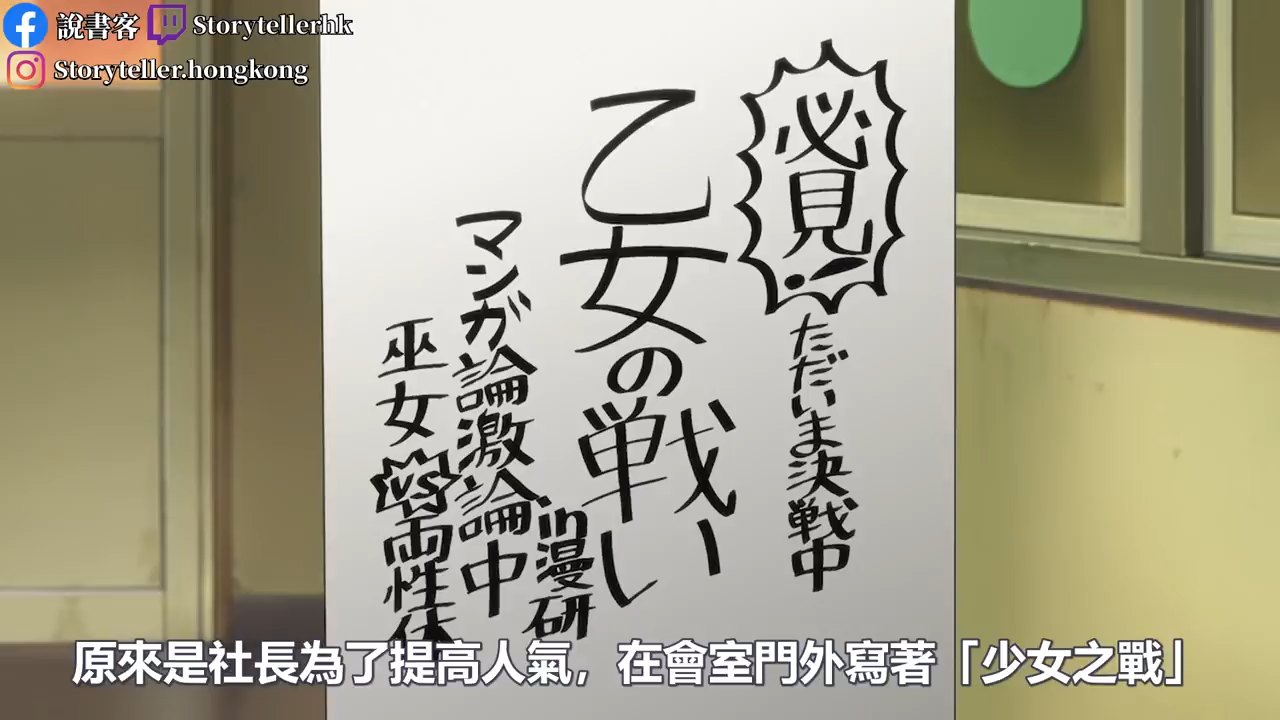 說書客 Storytellerhk
Storyteller.hongkong
必見!
ただいま決戦中
乙女の戦い
in漫研
マンガ論激論中
巫女VS両性体
原來是社長為了提高人氣，在會室門外寫著「少女之戰」